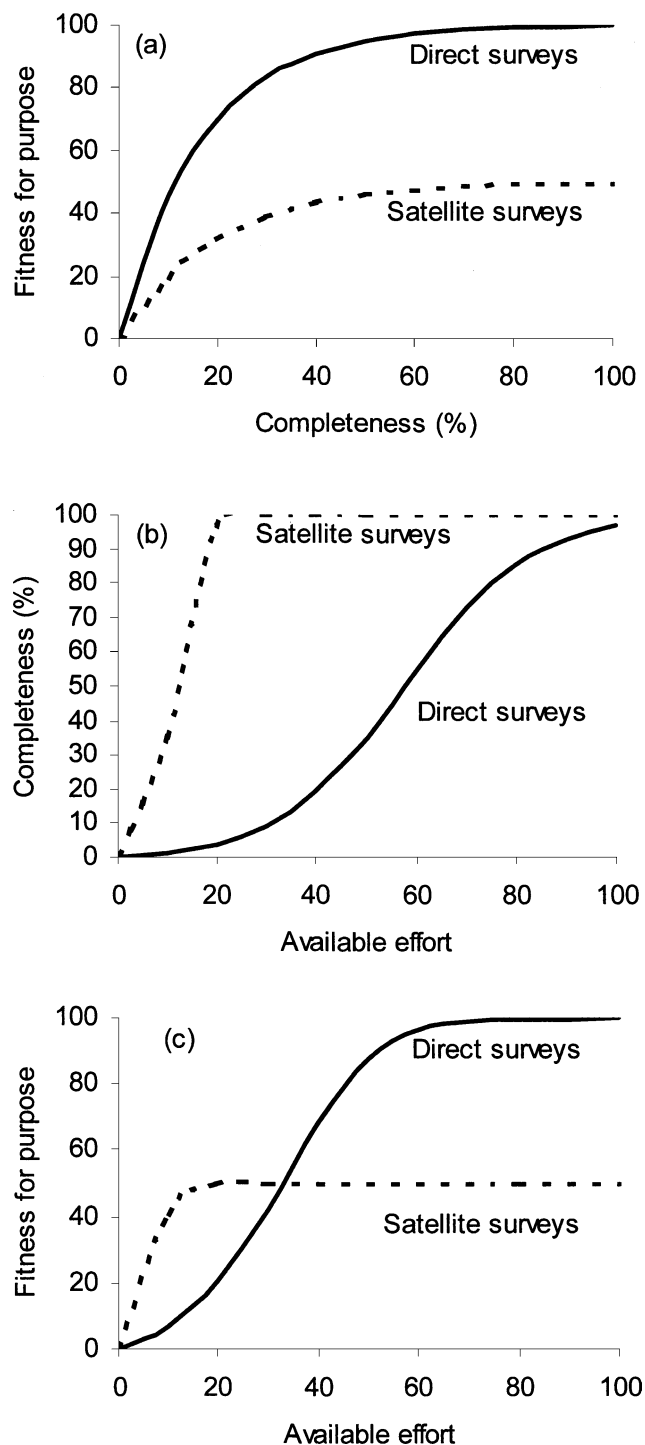 (a)
100
80
60
40
20
0
Fitness for purpose
Direct surveys
Satellite surveys
0 20 40 60 80 100
Completeness (%)
(b)
100
90
80
70
60
50
40
30
20
10
0
Completeness (%)
Satellite surveys
Direct surveys
0 20 40 60 80 100
Available effort
(c)
100
80
60
40
20
0
Fitness for purpose
Direct surveys
Satellite surveys
0 20 40 60 80 100
Available effort